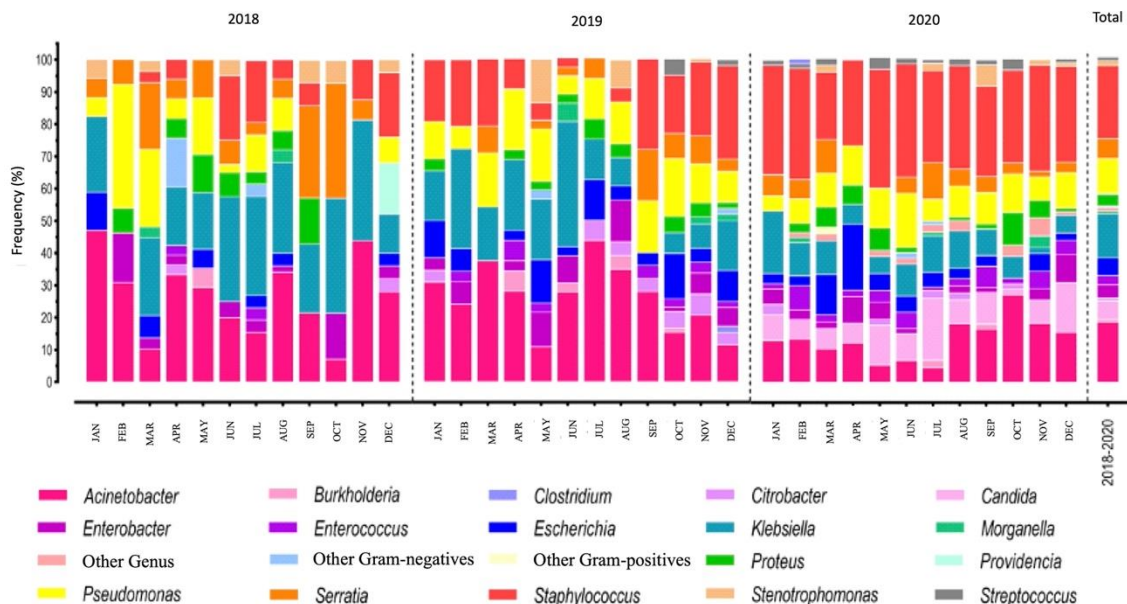 2018 2019 2020 Total
Frequency (%)
100
90
80
70
60
50
40
30
20
10
0
JAN FEB MAR APR MAY JUN JUL AUG SEP OCT NOV DEC JAN FEB MAR APR MAY JUN JUL AUG SEP OCT NOV DEC JAN FEB MAR APR MAY JUN JUL AUG SEP OCT NOV DEC 2018-2020
Acinetobacter Burkholderia Clostridium Citrobacter Candida
Enterobacter Enterococcus Escherichia Klebsiella Morganella
Other Genus Other Gram-negatives Other Gram-positives Proteus Providencia
Pseudomonas Serratia Staphylococcus Stenotrophomonas Streptococcus